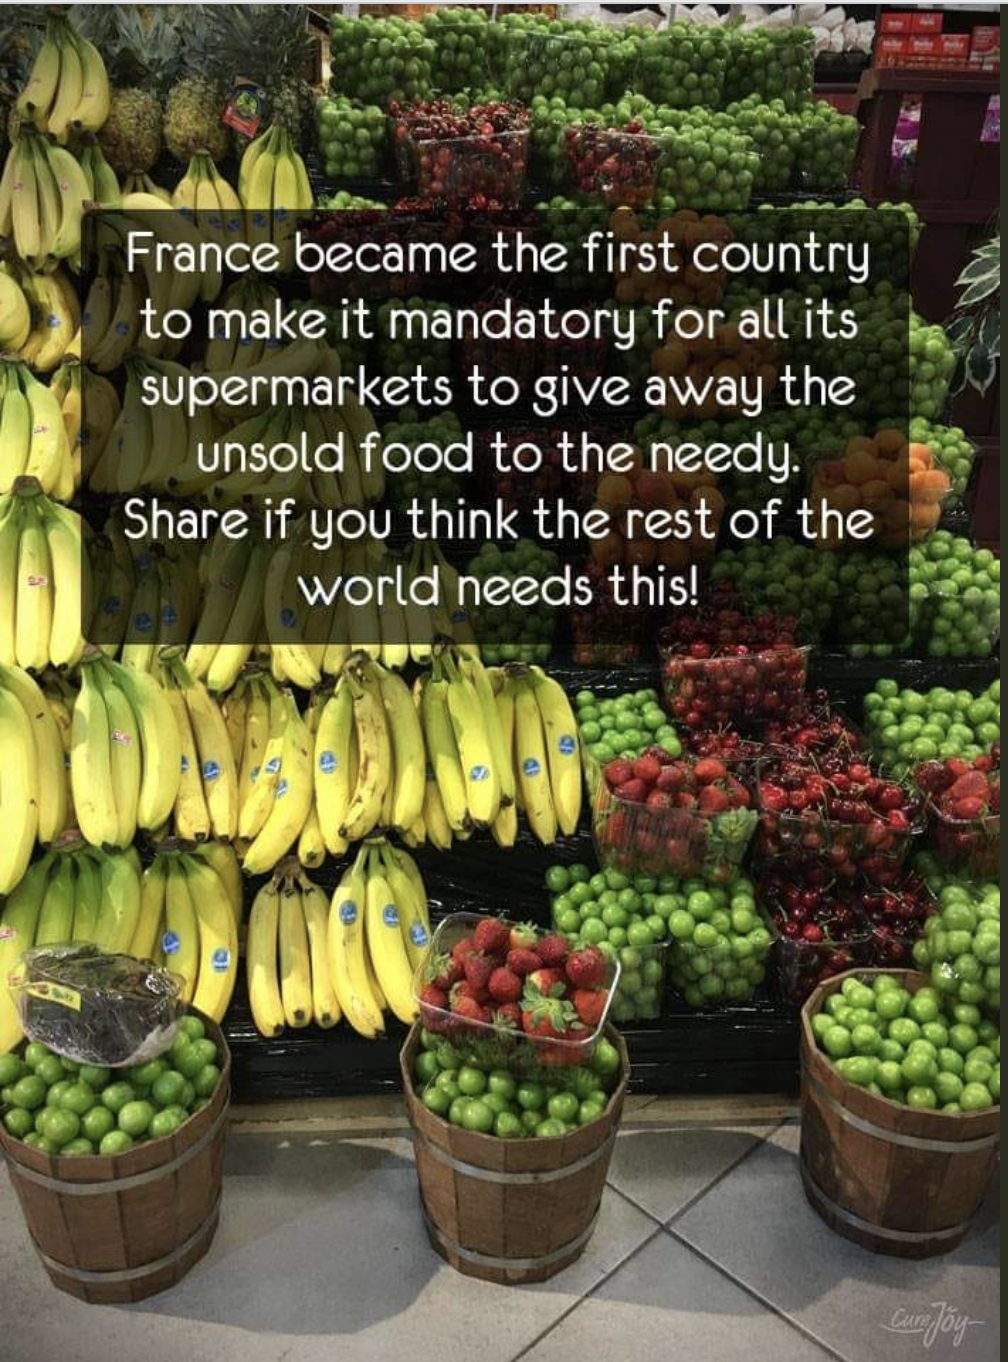 France became the first country
to make it mandatory for all its
supermarkets to give away the
unsold food to the needy.
Share if you think the rest of the
world needs this!
CureJoy